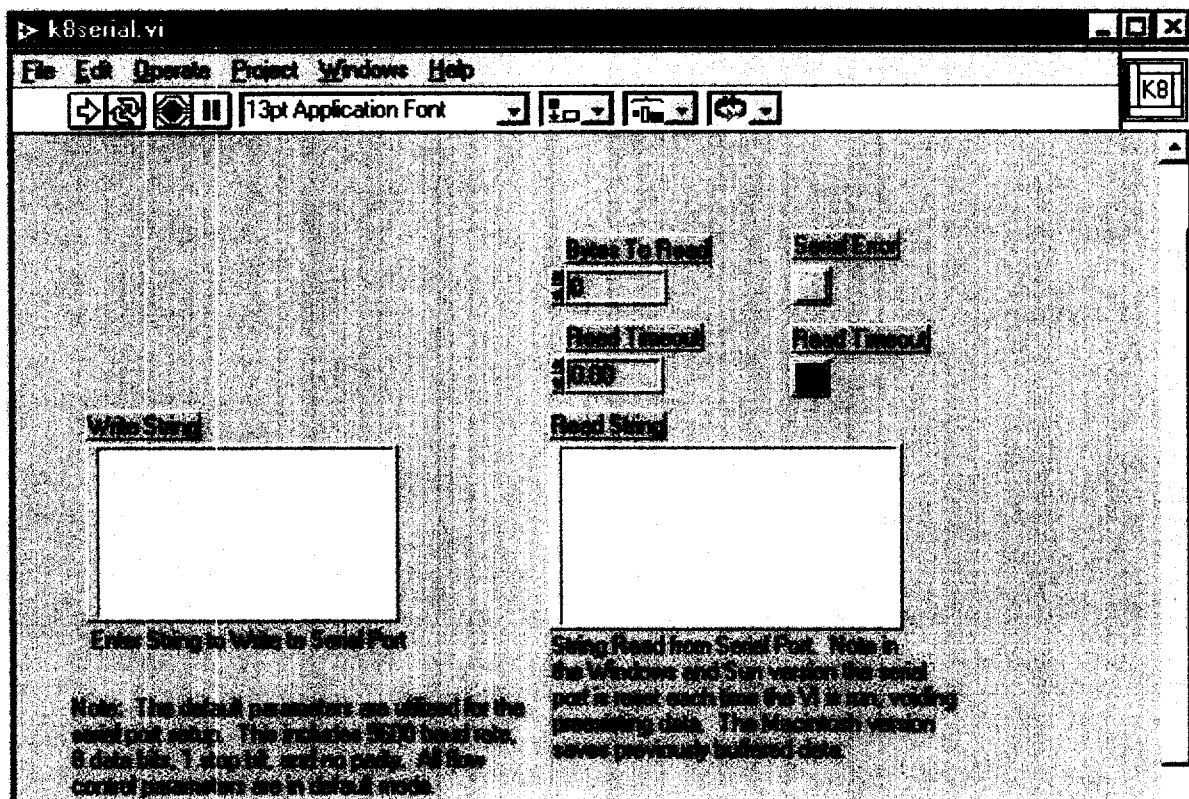 k8serial.vi
File Edit Operate Project Windows Help
13pt Application Font
K8
Bytes To Read
Serial Error
0
Read Timeout
Read Timeout
0.00
Write String
Read String
Enter String to Write to Serial Port
String Read from Serial Port. Note in
the Windows and Sun version the serial
port is reset each time the VI is run, voiding
preexisting data. The Macintosh version
saves previously buffered data.
Note: The default parameters are utilized for the
serial port setup. This includes 9600 baud rate,
8 data bits, 1 stop bit, and no parity. All flow
control parameters are in default mode.